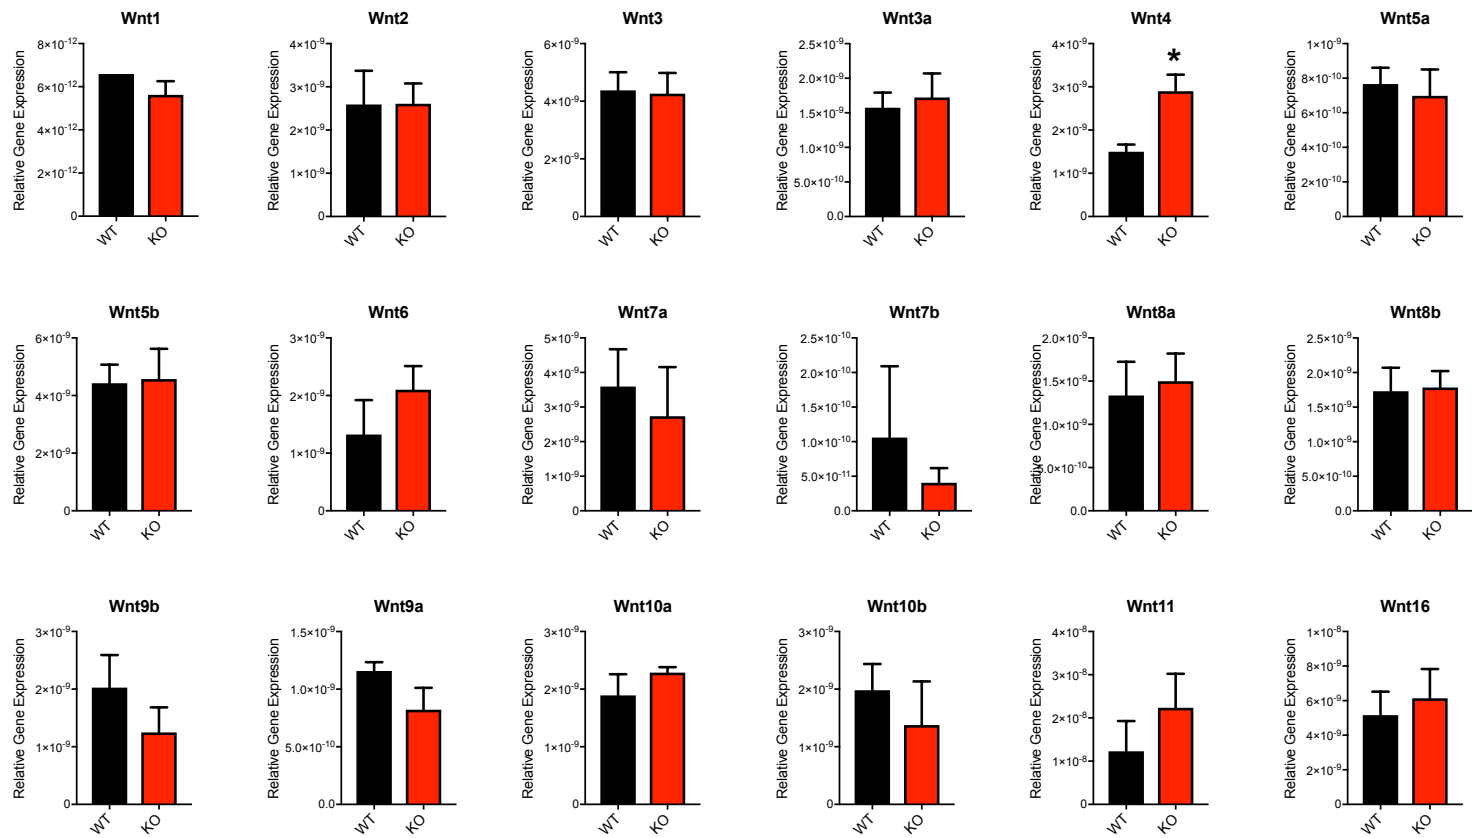 Wnt1
Relative Gene Expression
8×10⁻¹²
6×10⁻¹²
4×10⁻¹²
2×10⁻¹²
0
WT
KO
Wnt2
Relative Gene Expression
4×10⁻⁹
3×10⁻⁹
2×10⁻⁹
1×10⁻⁹
0
WT
KO
Wnt3
Relative Gene Expression
6×10⁻⁹
4×10⁻⁹
2×10⁻⁹
0
WT
KO
Wnt3a
Relative Gene Expression
2.5×10⁻⁹
2.0×10⁻⁹
1.5×10⁻⁹
1.0×10⁻⁹
5.0×10⁻¹⁰
0.0
WT
KO
Wnt4
Relative Gene Expression
4×10⁻⁹
3×10⁻⁹
2×10⁻⁹
1×10⁻⁹
0
*
WT
KO
Wnt5a
Relative Gene Expression
1×10⁻⁹
8×10⁻¹⁰
6×10⁻¹⁰
4×10⁻¹⁰
2×10⁻¹⁰
0
WT
KO
Wnt5b
Relative Gene Expression
6×10⁻⁹
4×10⁻⁹
2×10⁻⁹
0
WT
KO
Wnt6
Relative Gene Expression
3×10⁻⁹
2×10⁻⁹
1×10⁻⁹
0
WT
KO
Wnt7a
Relative Gene Expression
5×10⁻⁹
4×10⁻⁹
3×10⁻⁹
2×10⁻⁹
1×10⁻⁹
0
WT
KO
Wnt7b
Relative Gene Expression
2.5×10⁻¹⁰
2.0×10⁻¹⁰
1.5×10⁻¹⁰
1.0×10⁻¹⁰
5.0×10⁻¹¹
0.0
WT
KO
Wnt8a
Relative Gene Expression
2.0×10⁻⁹
1.5×10⁻⁹
1.0×10⁻⁹
5.0×10⁻¹⁰
0.0
WT
KO
Wnt8b
Relative Gene Expression
2.5×10⁻⁹
2.0×10⁻⁹
1.5×10⁻⁹
1.0×10⁻⁹
5.0×10⁻¹⁰
0.0
WT
KO
Wnt9b
Relative Gene Expression
3×10⁻⁹
2×10⁻⁹
1×10⁻⁹
0
WT
KO
Wnt9a
Relative Gene Expression
1.5×10⁻⁹
1.0×10⁻⁹
5.0×10⁻¹⁰
0.0
WT
KO
Wnt10a
Relative Gene Expression
3×10⁻⁹
2×10⁻⁹
1×10⁻⁹
0
WT
KO
Wnt10b
Relative Gene Expression
3×10⁻⁹
2×10⁻⁹
1×10⁻⁹
0
WT
KO
Wnt11
Relative Gene Expression
4×10⁻⁸
3×10⁻⁸
2×10⁻⁸
1×10⁻⁸
0
WT
KO
Wnt16
Relative Gene Expression
1×10⁻⁸
8×10⁻⁹
6×10⁻⁹
4×10⁻⁹
2×10⁻⁹
0
WT
KO